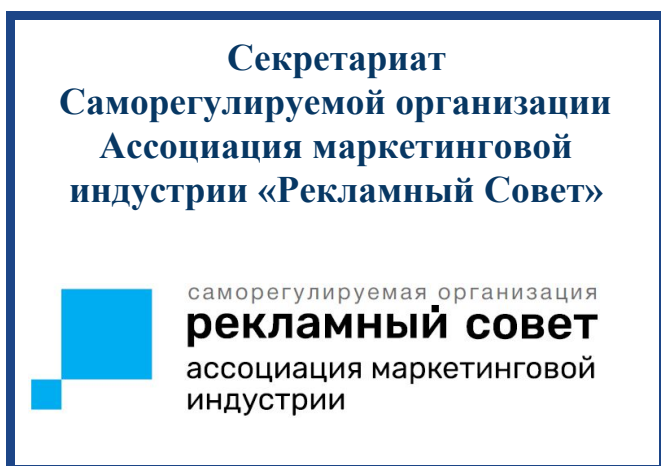 Секретариат
Саморегулируемой организации
Ассоциация маркетинговой
индустрии «Рекламный Совет»
саморегулируемая организация
рекламный совет
ассоциация маркетинговой
индустрии